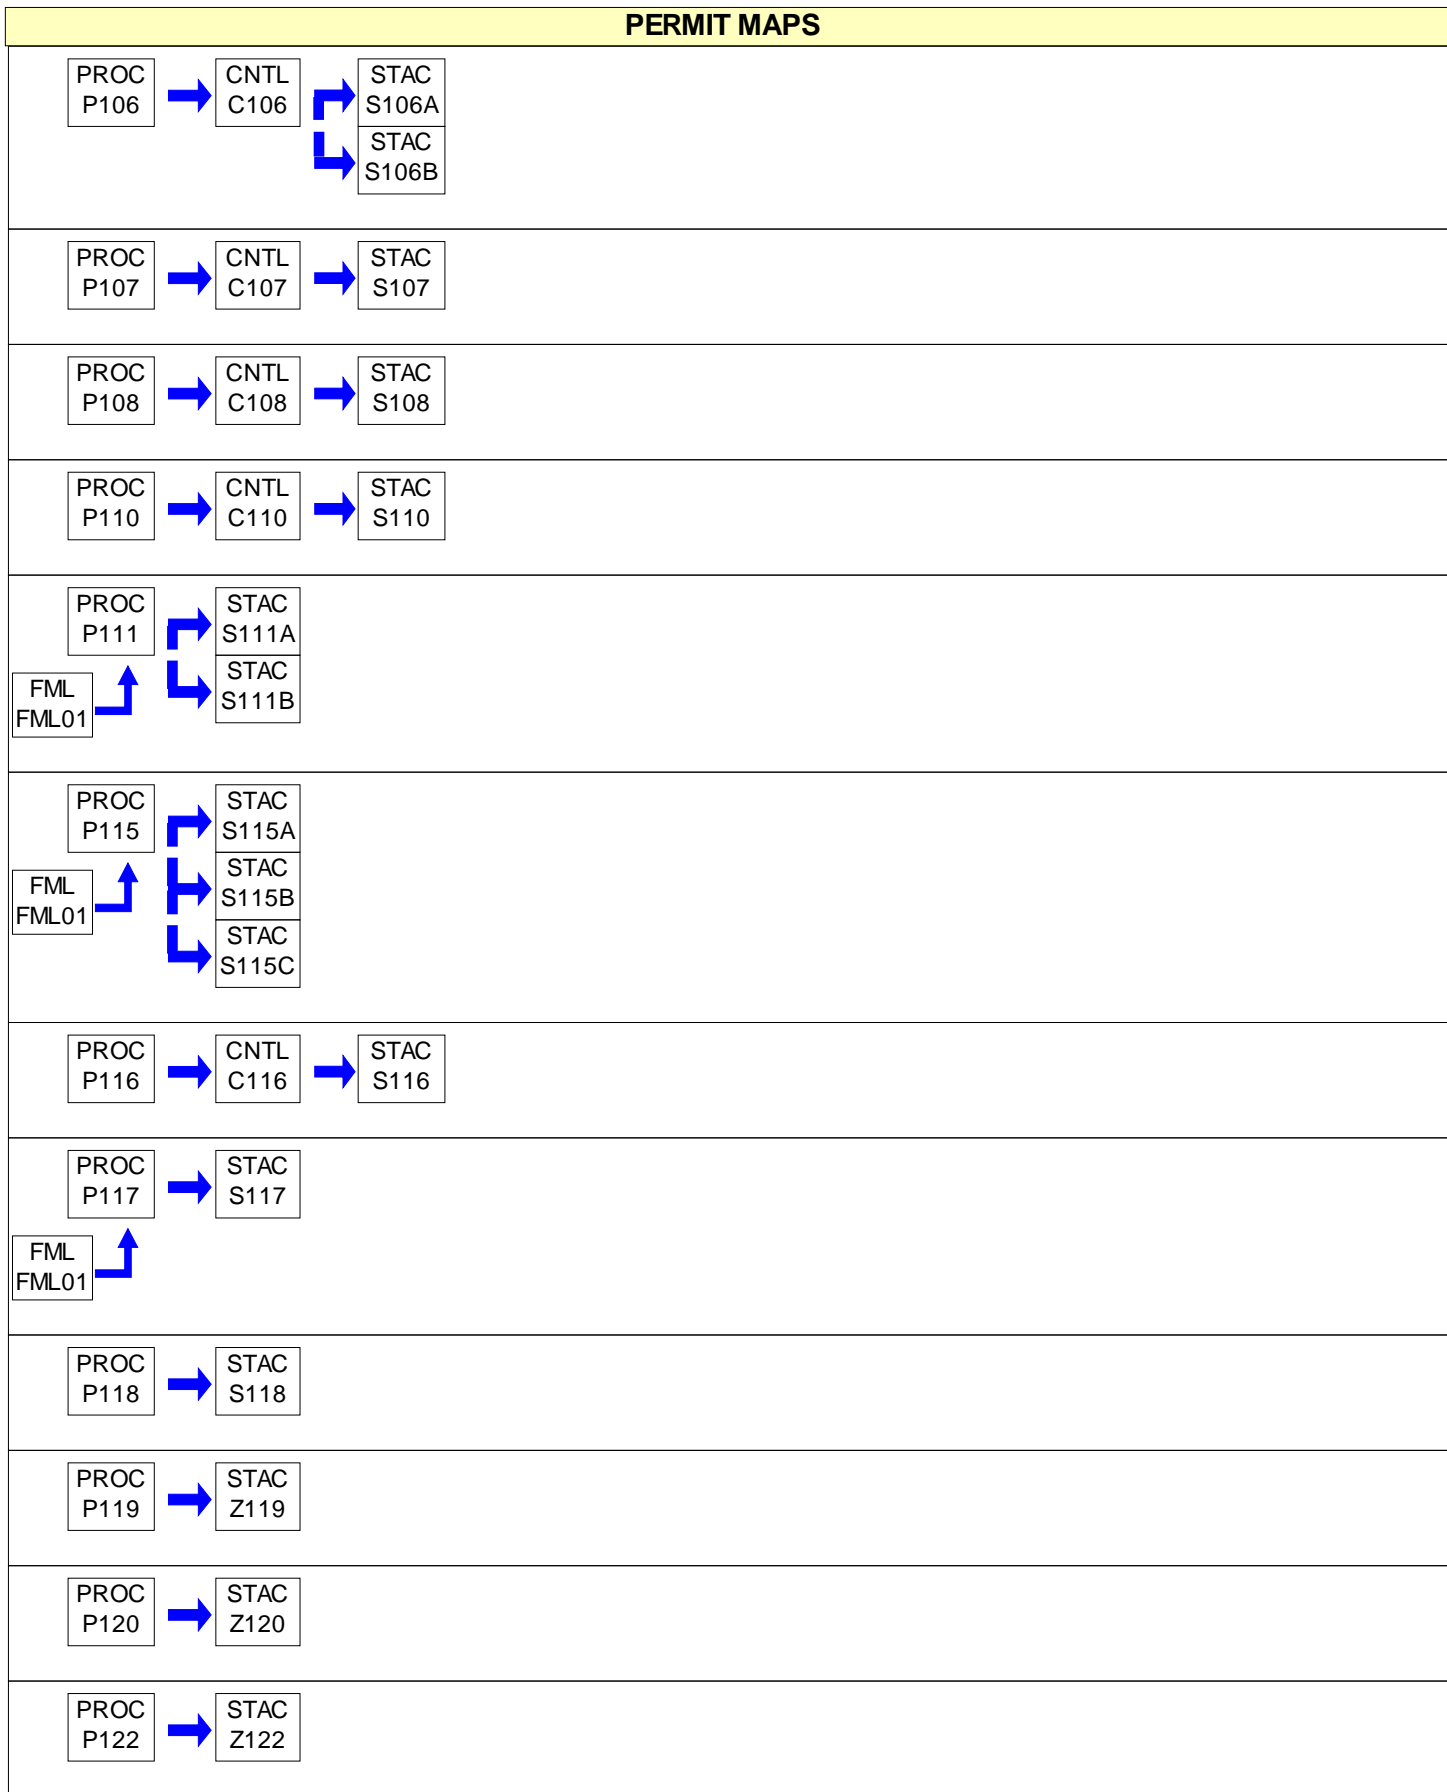 PERMIT MAPS
PROC
P106
CNTL
C106
STAC
S106A
STAC
S106B
PROC
P107
CNTL
C107
STAC
S107
PROC
P108
CNTL
C108
STAC
S108
PROC
P110
CNTL
C110
STAC
S110
PROC
P111
STAC
S111A
STAC
S111B
FML
FML01
PROC
P115
STAC
S115A
STAC
S115B
STAC
S115C
FML
FML01
PROC
P116
CNTL
C116
STAC
S116
PROC
P117
STAC
S117
FML
FML01
PROC
P118
STAC
S118
PROC
P119
STAC
Z119
PROC
P120
STAC
Z120
PROC
P122
STAC
Z122